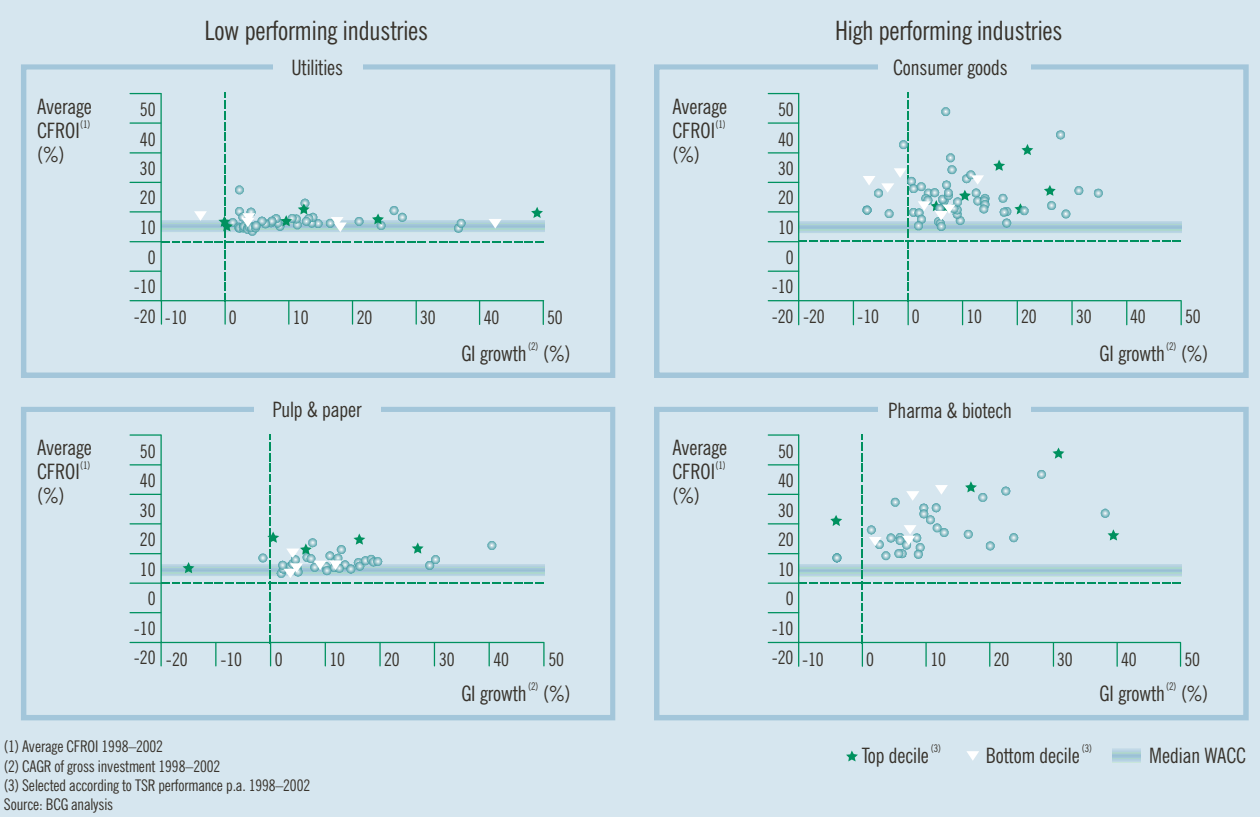 Low performing industries
High performing industries
Utilities
Average
CFROI(1)
(%)
50
40
30
20
10
0
-10
-20
-10
0
10
20
30
40
50
GI growth(2) (%)
Consumer goods
Average
CFROI(1)
(%)
50
40
30
20
10
0
-10
-20
-20
-10
0
10
20
30
40
50
GI growth(2) (%)
Pulp & paper
Average
CFROI(1)
(%)
50
40
30
20
10
0
-10
-20
-20
-10
0
10
20
30
40
50
GI growth(2) (%)
Pharma & biotech
Average
CFROI(1)
(%)
50
40
30
20
10
0
-10
-20
-10
0
10
20
30
40
50
GI growth(2) (%)
(1) Average CFROI 1998–2002
(2) CAGR of gross investment 1998–2002
(3) Selected according to TSR performance p.a. 1998–2002
Source: BCG analysis
Top decile(3)
Bottom decile(3)
Median WACC